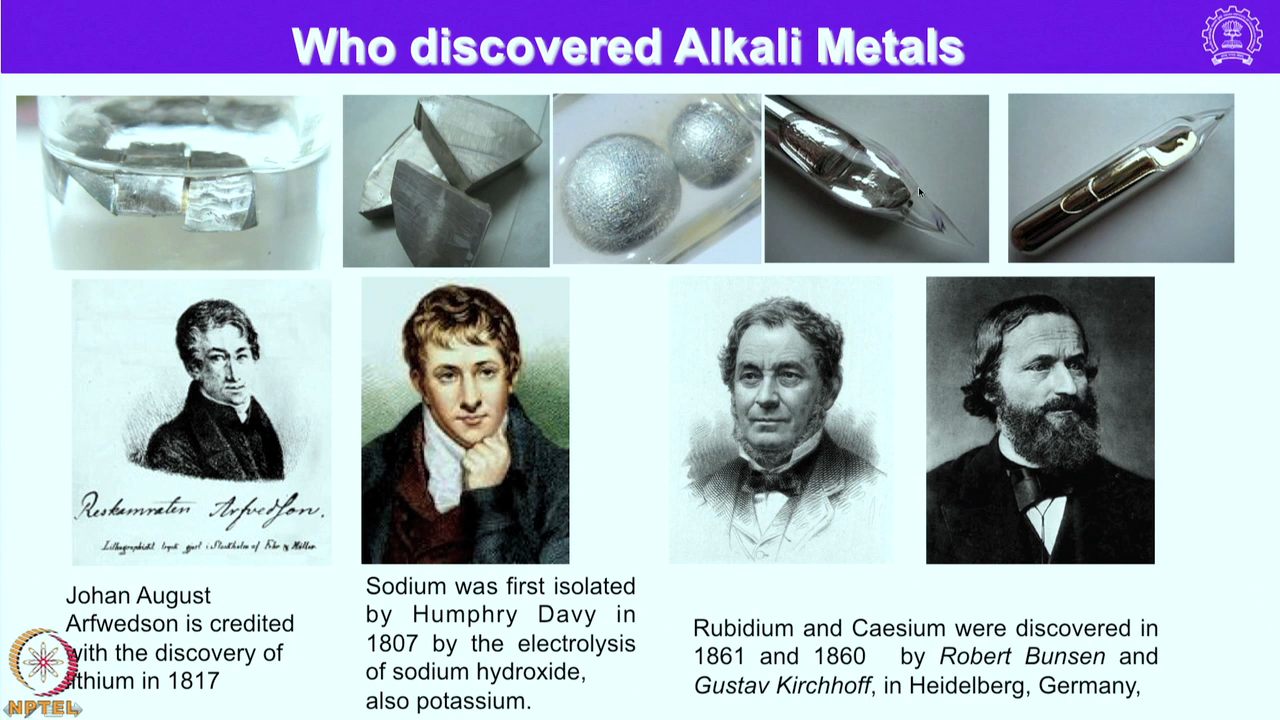 Who discovered Alkali Metals
Reskamraten Arfvedson.
Johan August
Arfwedson is credited
with the discovery of
lithium in 1817
Sodium was first isolated
by Humphry Davy in
1807 by the electrolysis
of sodium hydroxide,
also potassium.
Rubidium and Caesium were discovered in
1861 and 1860 by Robert Bunsen and
Gustav Kirchhoff, in Heidelberg, Germany,
NPTEL